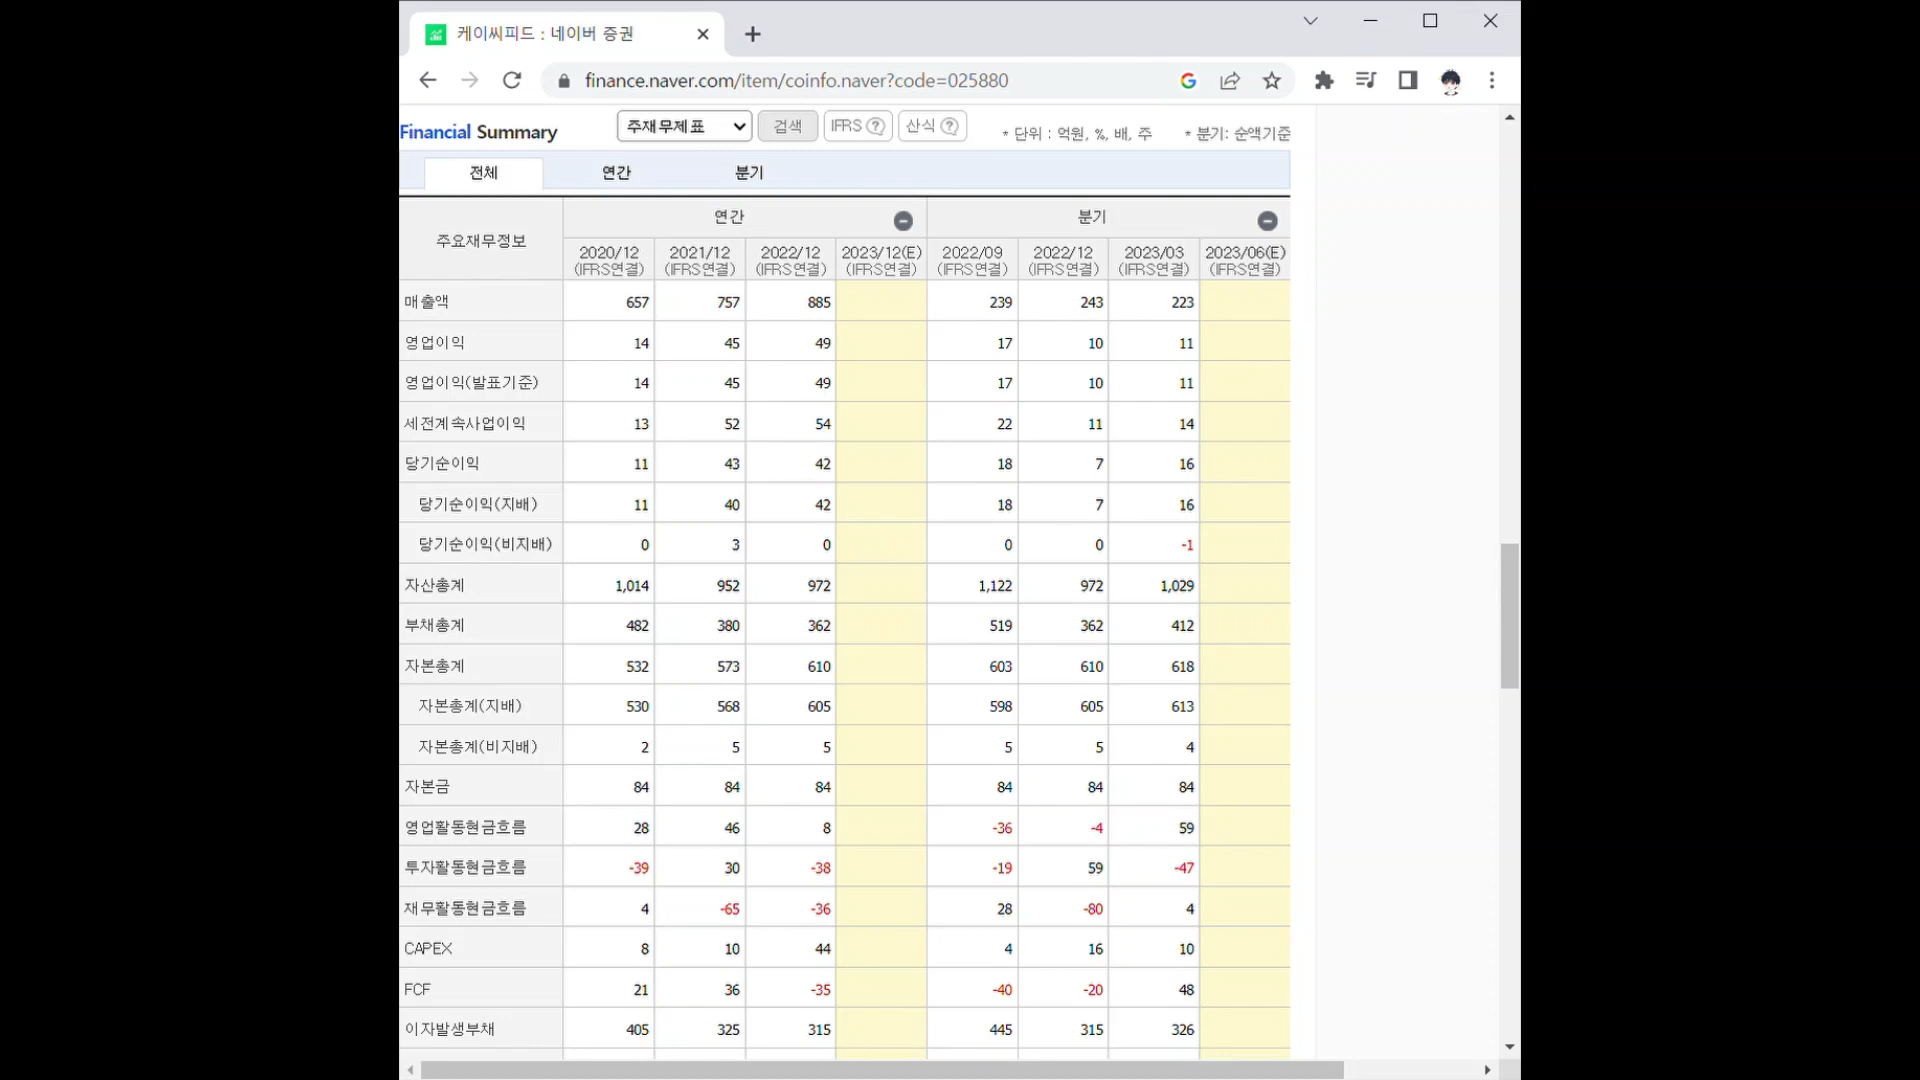 케이씨피드 : 네이버 증권
finance.naver.com/item/coinfo.naver?code=025880
Financial Summary 주재무제표 검색 IFRS ? 산식 ? * 단위 : 억원, %, 배, 주 * 분기: 순액기준
전체 연간 분기
주요재무정보 연간 분기
2020/12 2021/12 2022/12 2023/12(E) 2022/09 2022/12 2023/03 2023/06(E)
(IFRS연결) (IFRS연결) (IFRS연결) (IFRS연결) (IFRS연결) (IFRS연결) (IFRS연결) (IFRS연결)
매출액 657 757 885 239 243 223
영업이익 14 45 49 17 10 11
영업이익(발표기준) 14 45 49 17 10 11
세전계속사업이익 13 52 54 22 11 14
당기순이익 11 43 42 18 7 16
당기순이익(지배) 11 40 42 18 7 16
당기순이익(비지배) 0 3 0 0 0 -1
자산총계 1,014 952 972 1,122 972 1,029
부채총계 482 380 362 519 362 412
자본총계 532 573 610 603 610 618
자본총계(지배) 530 568 605 598 605 613
자본총계(비지배) 2 5 5 5 5 4
자본금 84 84 84 84 84 84
영업활동현금흐름 28 46 8 -36 -4 59
투자활동현금흐름 -39 30 -38 -19 59 -47
재무활동현금흐름 4 -65 -36 28 -80 4
CAPEX 8 10 44 4 16 10
FCF 21 36 -35 -40 -20 48
이자발생부채 405 325 315 445 315 326